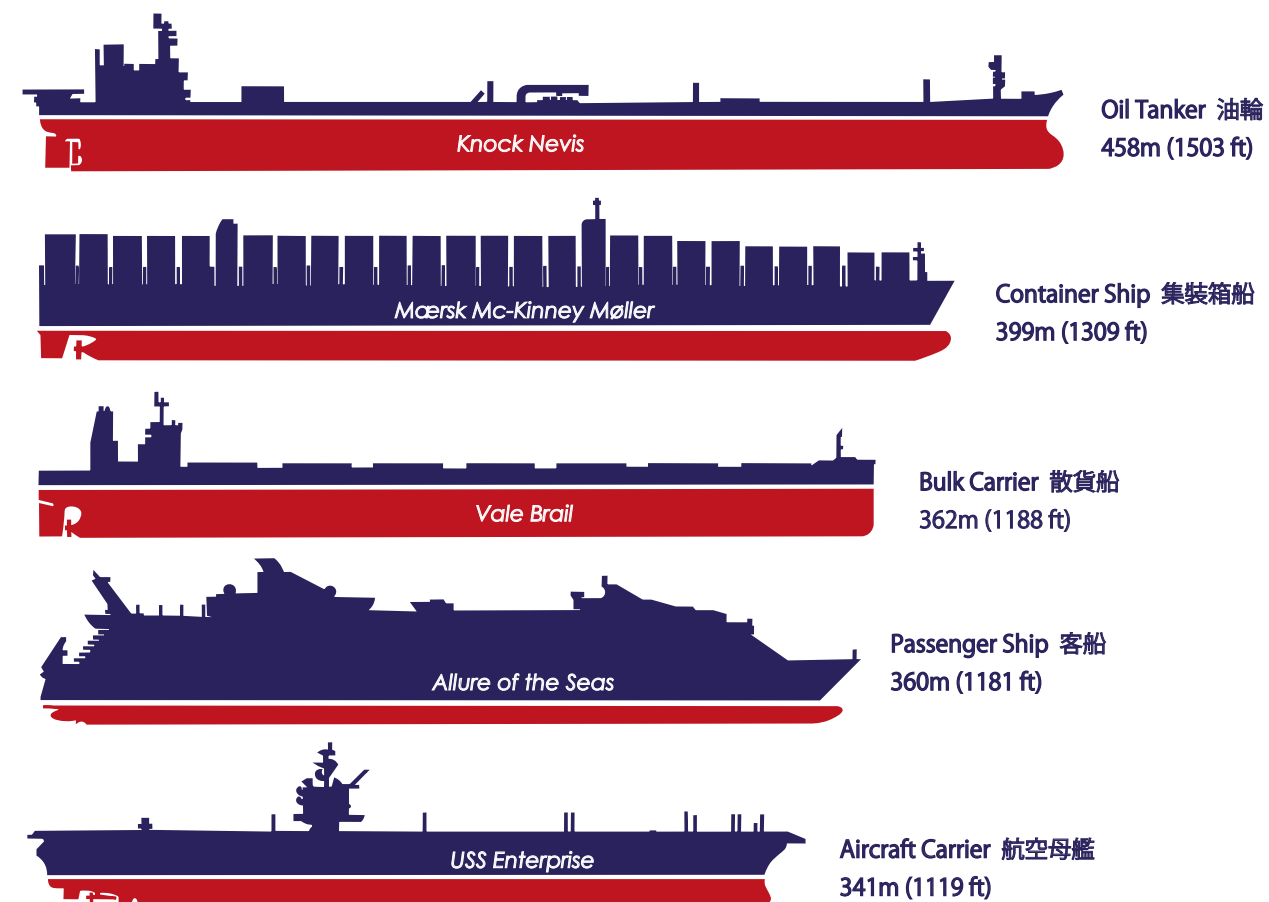 Knock Nevis
Oil Tanker 油輪
458m (1503 ft)
Mærsk Mc-Kinney Møller
Container Ship 集裝箱船
399m (1309 ft)
Vale Brail
Bulk Carrier 散貨船
362m (1188 ft)
Allure of the Seas
Passenger Ship 客船
360m (1181 ft)
USS Enterprise
Aircraft Carrier 航空母艦
341m (1119 ft)